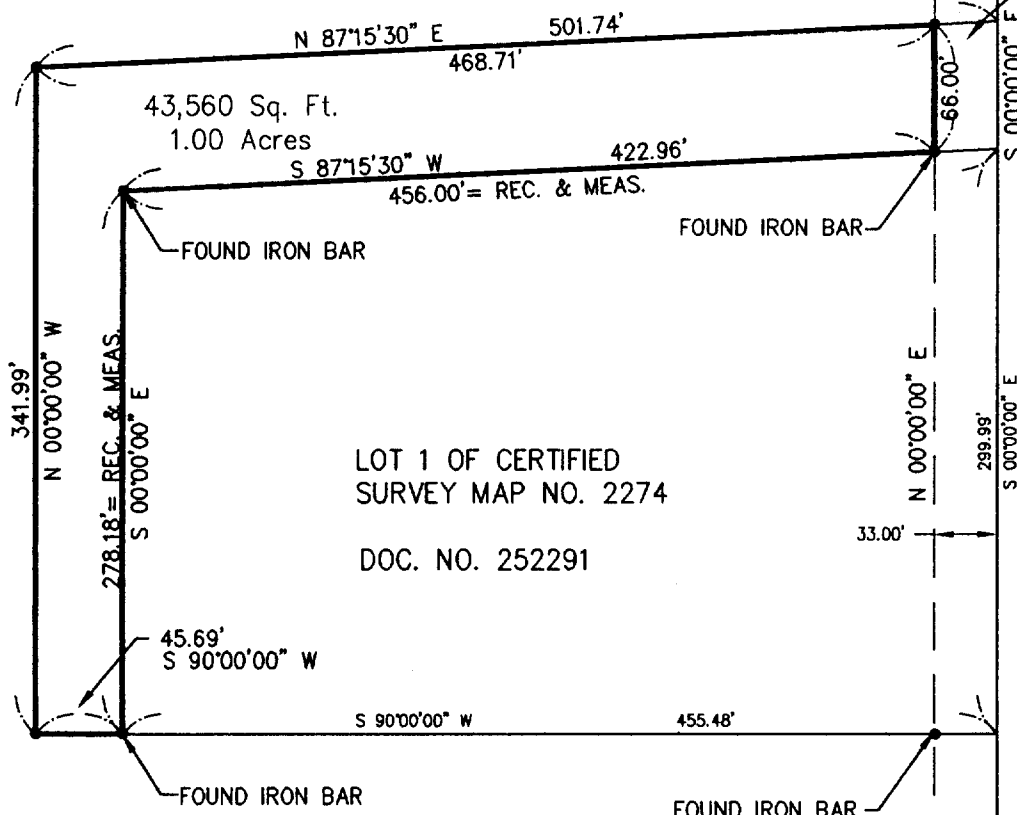 N 87°15'30" E 501.74'
468.71'
66.00'
S 00°00'00" E
43,560 Sq. Ft.
1.00 Acres
S 87°15'30" W 422.96'
456.00'= REC. & MEAS.
FOUND IRON BAR
FOUND IRON BAR
341.99'
N 00°00'00" W
278.18'= REC. & MEAS.
S 00°00'00" E
N 00°00'00" E
299.99'
S 00°00'00" E
LOT 1 OF CERTIFIED
SURVEY MAP NO. 2274
33.00'
DOC. NO. 252291
45.69'
S 90°00'00" W
S 90°00'00" W 455.48'
FOUND IRON BAR
FOUND IRON BAR